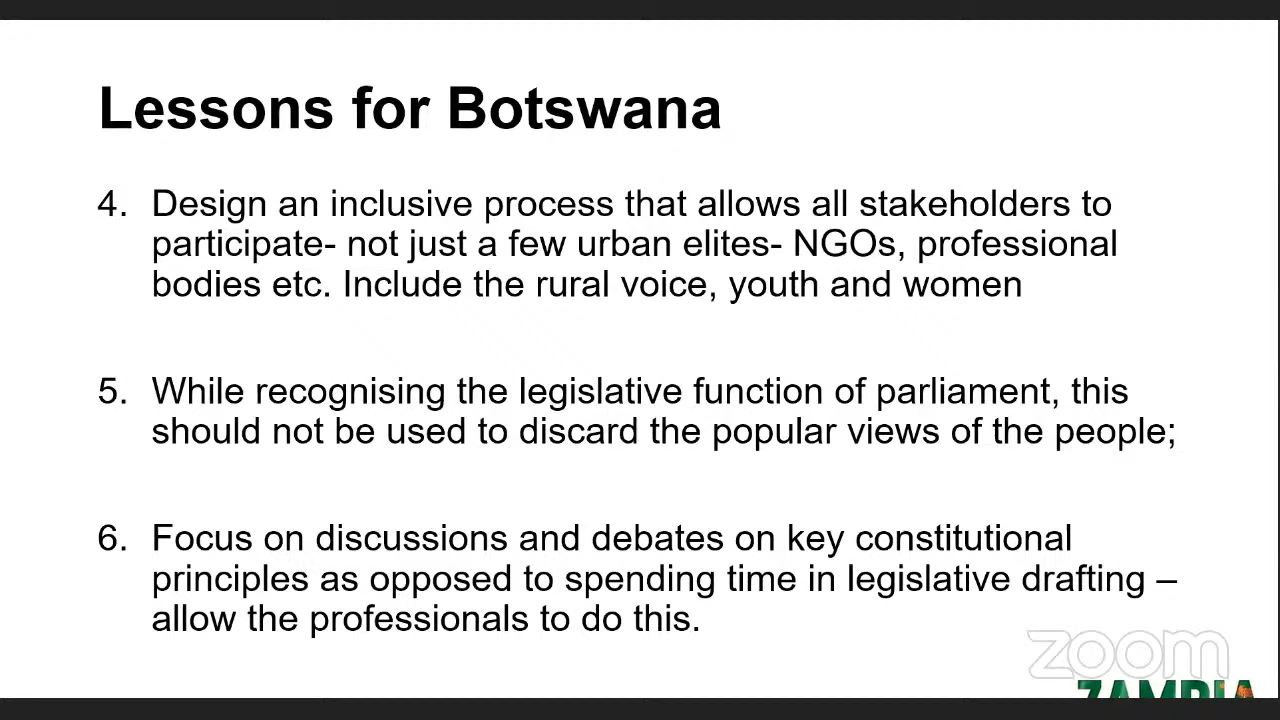 Lessons for Botswana
4. Design an inclusive process that allows all stakeholders to
participate- not just a few urban elites- NGOs, professional
bodies etc. Include the rural voice, youth and women
5. While recognising the legislative function of parliament, this
should not be used to discard the popular views of the people;
6. Focus on discussions and debates on key constitutional
principles as opposed to spending time in legislative drafting –
allow the professionals to do this.
zoom
ZAMBIA